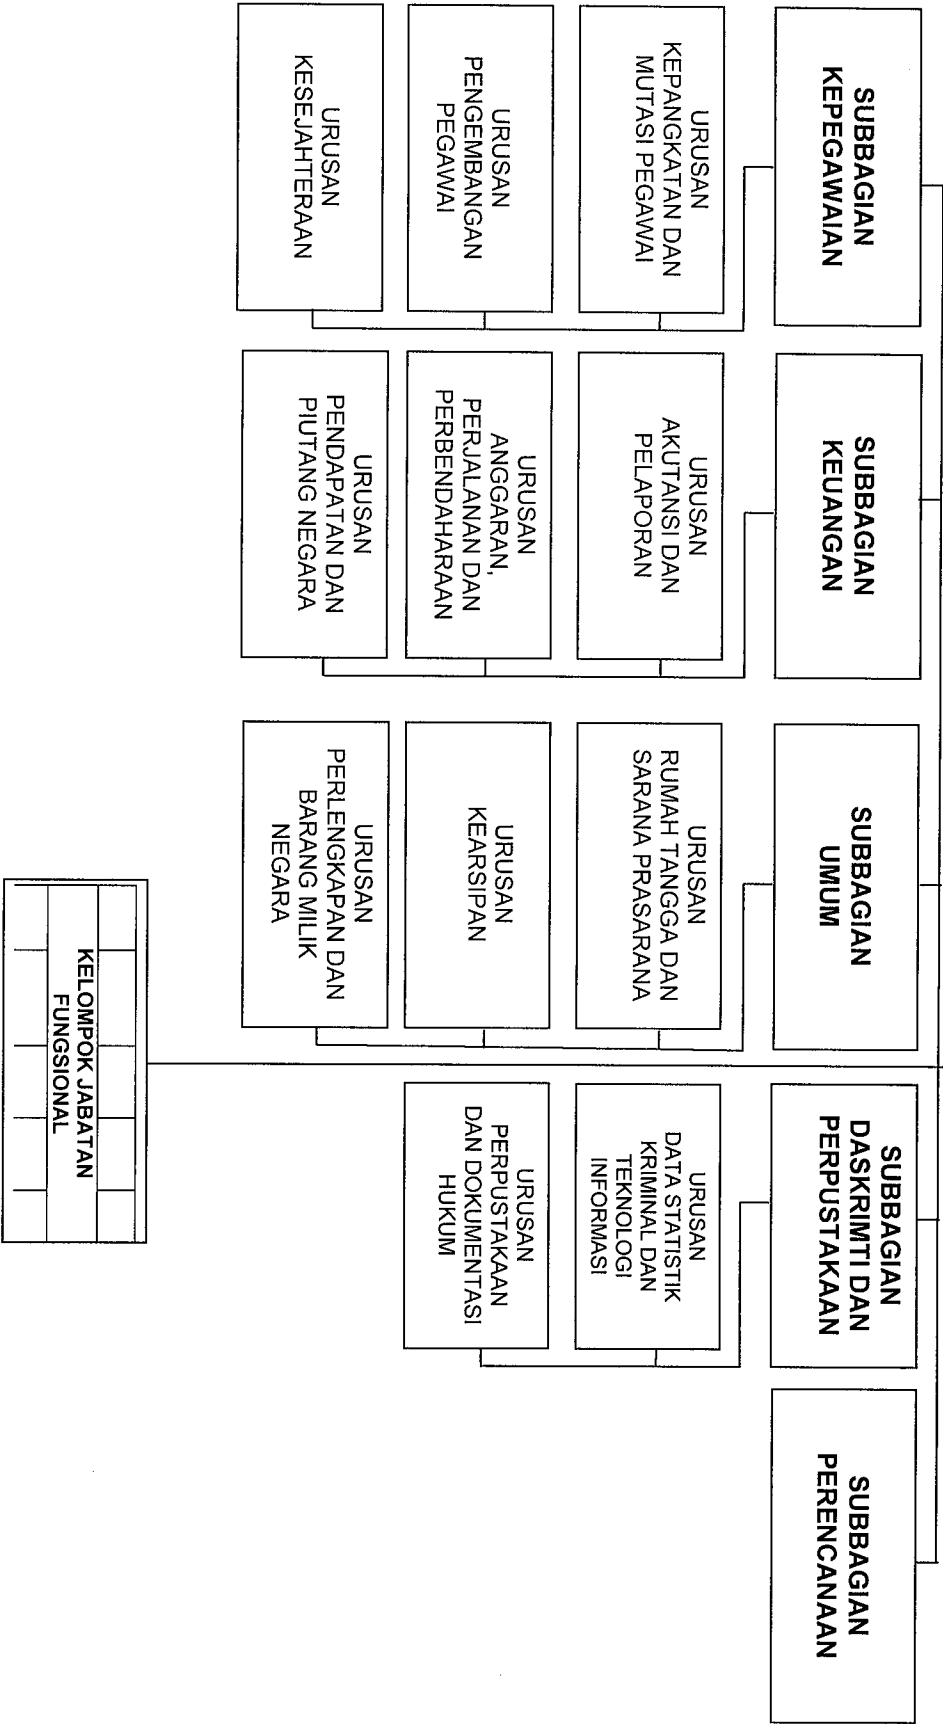 SUBBAGIAN
KEPEGAWAIAN
URUSAN
KEPANGKATAN DAN
MUTASI PEGAWAI
URUSAN
PENGEMBANGAN
PEGAWAI
URUSAN
KESEJAHTERAAN
SUBBAGIAN
KEUANGAN
URUSAN
AKUTANSI DAN
PELAPORAN
URUSAN
ANGGARAN,
PERJALANAN DAN
PERBENDAHARAAN
URUSAN
PENDAPATAN DAN
PIUTANG NEGARA
SUBBAGIAN
UMUM
URUSAN
RUMAH TANGGA DAN
SARANA PRASARANA
URUSAN
KEARSIPAN
URUSAN
PERLENGKAPAN DAN
BARANG MILIK
NEGARA
SUBBAGIAN
DASKRIMTI DAN
PERPUSTAKAAN
URUSAN
DATA STATISTIK
KRIMINAL DAN
TEKNOLOGI
INFORMASI
URUSAN
PERPUSTAKAAN
DAN DOKUMENTASI
HUKUM
SUBBAGIAN
PERENCANAAN
KELOMPOK JABATAN
FUNGSIONAL